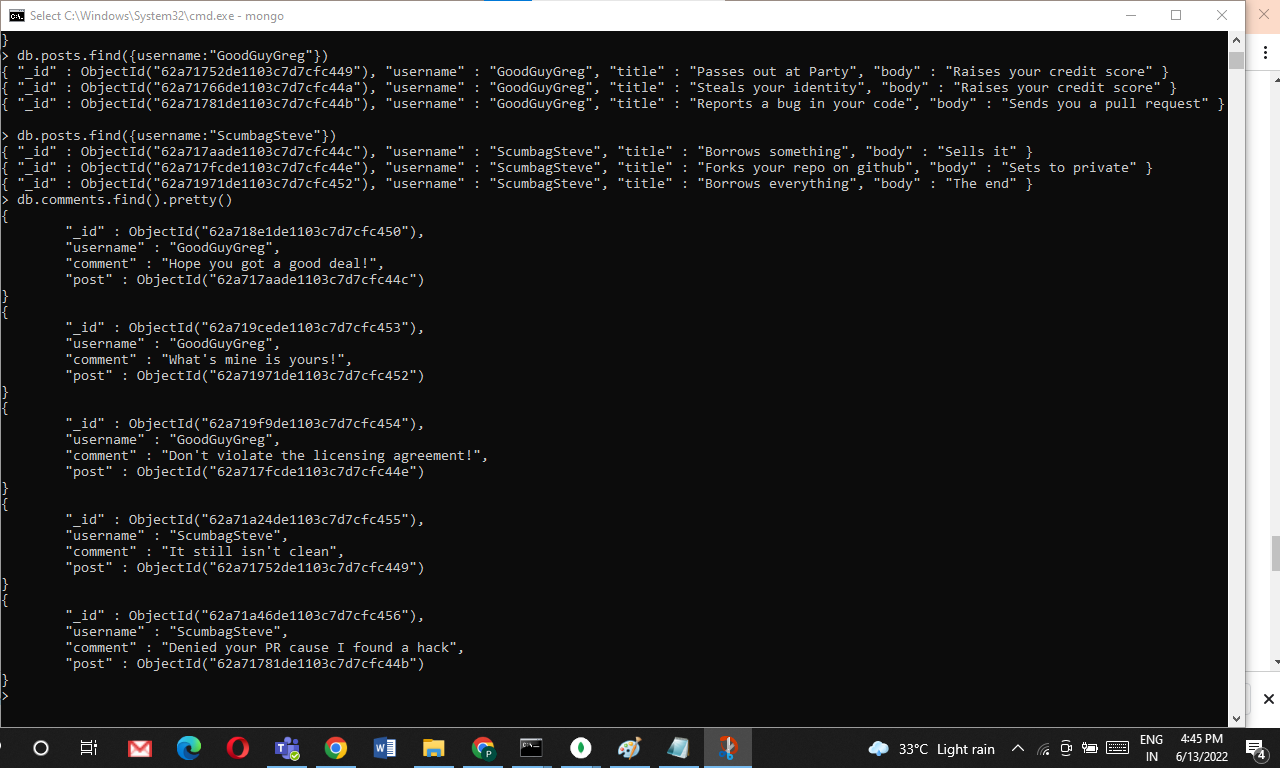 Select C:\Windows\System32\cmd.exe - mongo
}
> db.posts.find({username:"GoodGuyGreg"})
{ "_id" : ObjectId("62a71752de1103c7d7cfc449"), "username" : "GoodGuyGreg", "title" : "Passes out at Party", "body" : "Raises your credit score" }
{ "_id" : ObjectId("62a71766de1103c7d7cfc44a"), "username" : "GoodGuyGreg", "title" : "Steals your identity", "body" : "Raises your credit score" }
{ "_id" : ObjectId("62a71781de1103c7d7cfc44b"), "username" : "GoodGuyGreg", "title" : "Reports a bug in your code", "body" : "Sends you a pull request" }
> db.posts.find({username:"ScumbagSteve"})
{ "_id" : ObjectId("62a717aade1103c7d7cfc44c"), "username" : "ScumbagSteve", "title" : "Borrows something", "body" : "Sells it" }
{ "_id" : ObjectId("62a717fcde1103c7d7cfc44e"), "username" : "ScumbagSteve", "title" : "Forks your repo on github", "body" : "Sets to private" }
{ "_id" : ObjectId("62a71971de1103c7d7cfc452"), "username" : "ScumbagSteve", "title" : "Borrows everything", "body" : "The end" }
> db.comments.find().pretty()
{
"_id" : ObjectId("62a718e1de1103c7d7cfc450"),
"username" : "GoodGuyGreg",
"comment" : "Hope you got a good deal!",
"post" : ObjectId("62a717aade1103c7d7cfc44c")
}
{
"_id" : ObjectId("62a719cede1103c7d7cfc453"),
"username" : "GoodGuyGreg",
"comment" : "What's mine is yours!",
"post" : ObjectId("62a71971de1103c7d7cfc452")
}
{
"_id" : ObjectId("62a719f9de1103c7d7cfc454"),
"username" : "GoodGuyGreg",
"comment" : "Don't violate the licensing agreement!",
"post" : ObjectId("62a717fcde1103c7d7cfc44e")
}
{
"_id" : ObjectId("62a71a24de1103c7d7cfc455"),
"username" : "ScumbagSteve",
"comment" : "It still isn't clean",
"post" : ObjectId("62a71752de1103c7d7cfc449")
}
{
"_id" : ObjectId("62a71a46de1103c7d7cfc456"),
"username" : "ScumbagSteve",
"comment" : "Denied your PR cause I found a hack",
"post" : ObjectId("62a71781de1103c7d7cfc44b")
}
>
33°C Light rain
ENG
IN
4:45 PM
6/13/2022
4